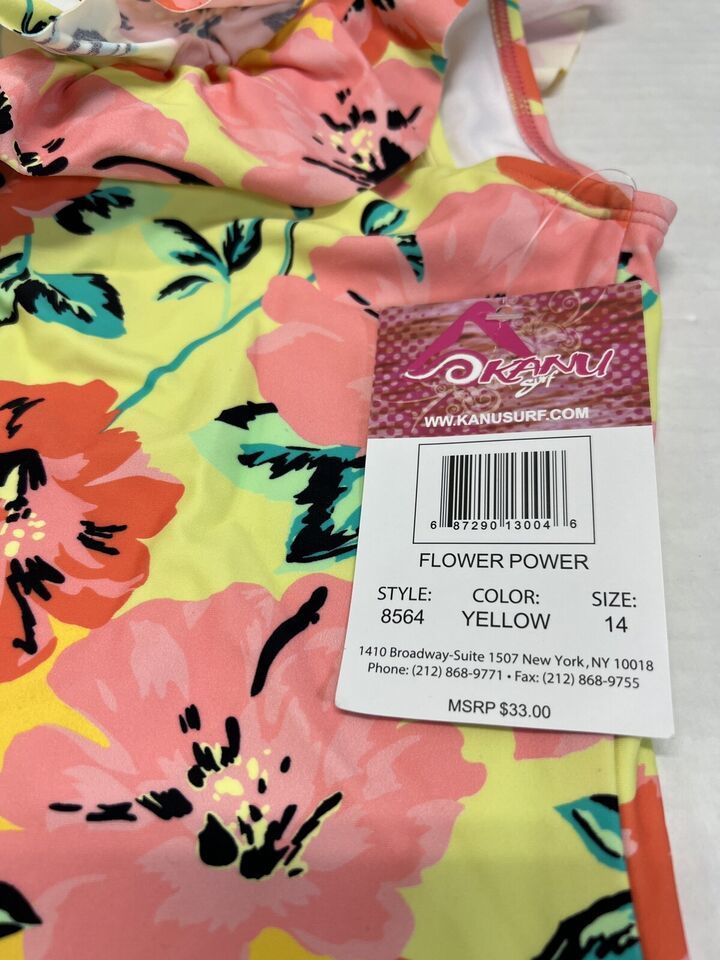 KANU
Surf
WWW.KANUSURF.COM
6 87290 13004 6
FLOWER POWER
STYLE: COLOR: SIZE:
8564 YELLOW 14
1410 Broadway-Suite 1507 New York, NY 10018
Phone: (212) 868-9771 • Fax: (212) 868-9755
MSRP $33.00